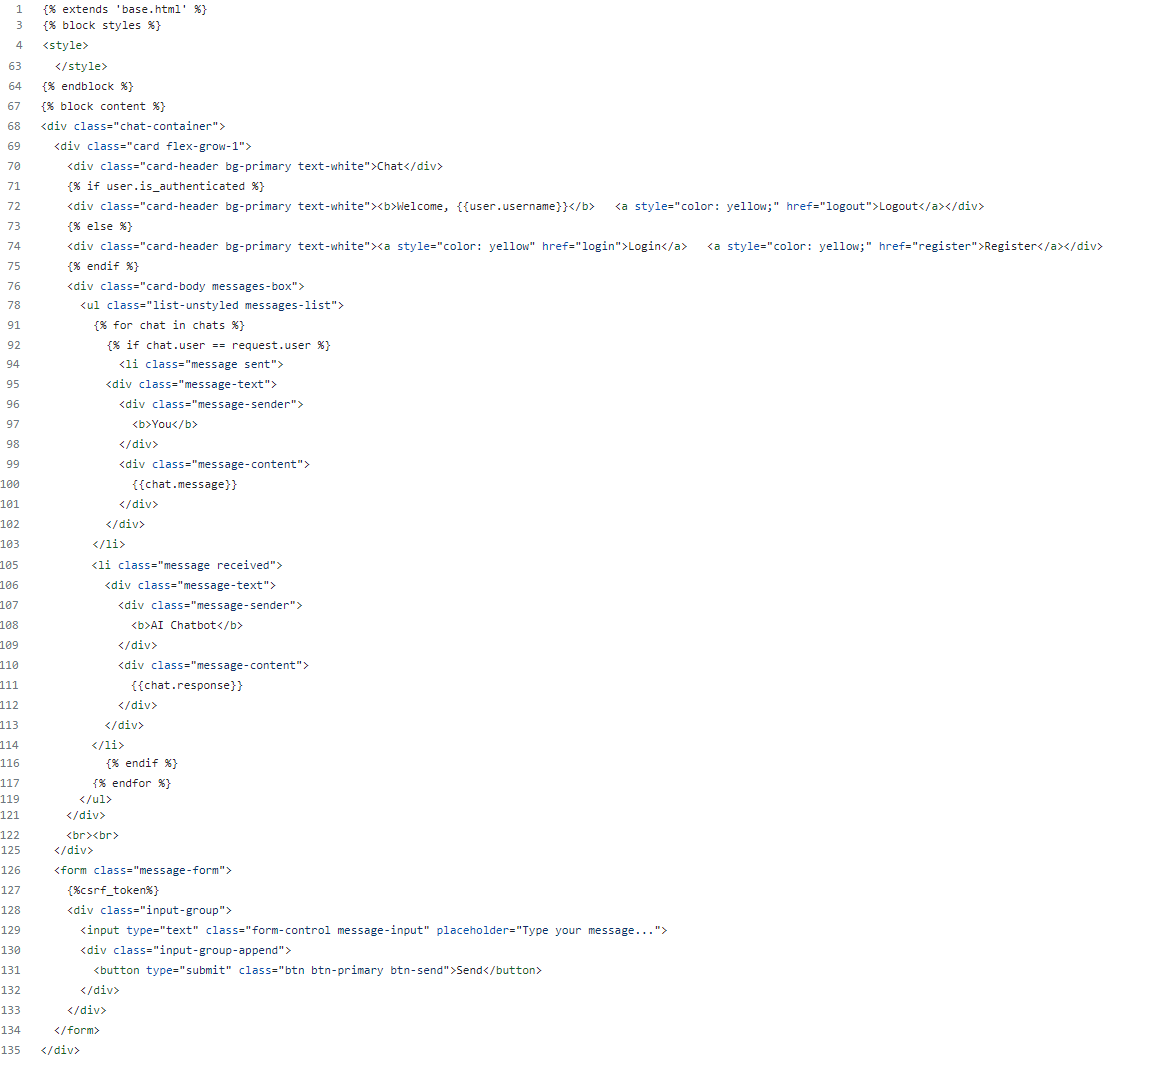 1 {% extends 'base.html' %}
3 {% block styles %}
4 <style>
63 </style>
64 {% endblock %}
67 {% block content %}
68 <div class="chat-container">
69 <div class="card flex-grow-1">
70 <div class="card-header bg-primary text-white">Chat</div>
71 {% if user.is_authenticated %}
72 <div class="card-header bg-primary text-white"><b>Welcome, {{user.username}}</b> <a style="color: yellow;" href="logout">Logout</a></div>
73 {% else %}
74 <div class="card-header bg-primary text-white"><a style="color: yellow" href="login">Login</a> <a style="color: yellow;" href="register">Register</a></div>
75 {% endif %}
76 <div class="card-body messages-box">
78 <ul class="list-unstyled messages-list">
91 {% for chat in chats %}
92 {% if chat.user == request.user %}
94 <li class="message sent">
95 <div class="message-text">
96 <div class="message-sender">
97 <b>You</b>
98 </div>
99 <div class="message-content">
100 {{chat.message}}
101 </div>
102 </div>
103 </li>
105 <li class="message received">
106 <div class="message-text">
107 <div class="message-sender">
108 <b>AI Chatbot</b>
109 </div>
110 <div class="message-content">
111 {{chat.response}}
112 </div>
113 </div>
114 </li>
116 {% endif %}
117 {% endfor %}
119 </ul>
121 </div>
122 <br><br>
125 </div>
126 <form class="message-form">
127 {%csrf_token%}
128 <div class="input-group">
129 <input type="text" class="form-control message-input" placeholder="Type your message...">
130 <div class="input-group-append">
131 <button type="submit" class="btn btn-primary btn-send">Send</button>
132 </div>
133 </div>
134 </form>
135 </div>